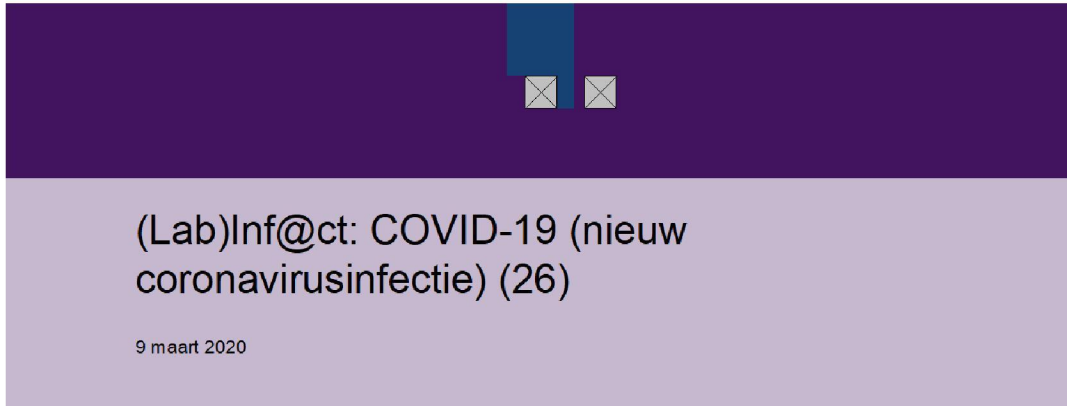 (Lab)Inf@ct: COVID-19 (nieuw
coronavirusinfectie) (26)
9 maart 2020